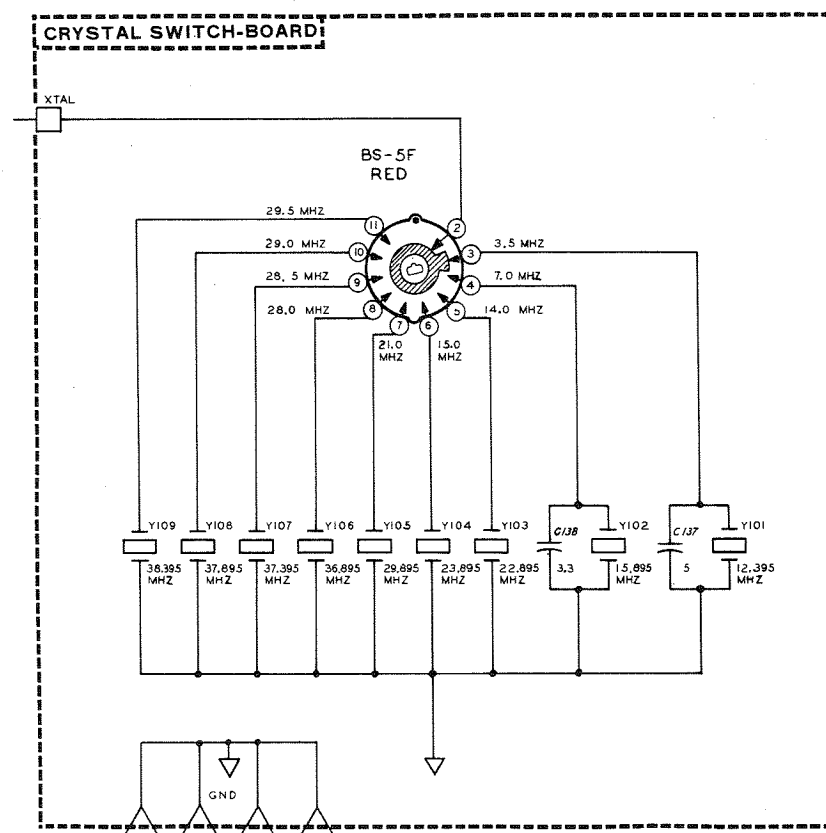 CRYSTAL SWITCH-BOARD
XTAL
BS-5F
RED
29.5 MHZ
11
2
29.0 MHZ
10
3
3.5 MHZ
28.5 MHZ
9
4
7.0 MHZ
28.0 MHZ
8
7
6
5
14.0 MHZ
21.0
MHZ
15.0
MHZ
Y109
Y108
Y107
Y106
Y105
Y104
Y103
C138
Y102
C137
Y101
38,395
MHZ
37,895
MHZ
37,395
MHZ
36,895
MHZ
29,895
MHZ
23,895
MHZ
22,895
MHZ
3.3
15,895
MHZ
5
12,395
MHZ
GND